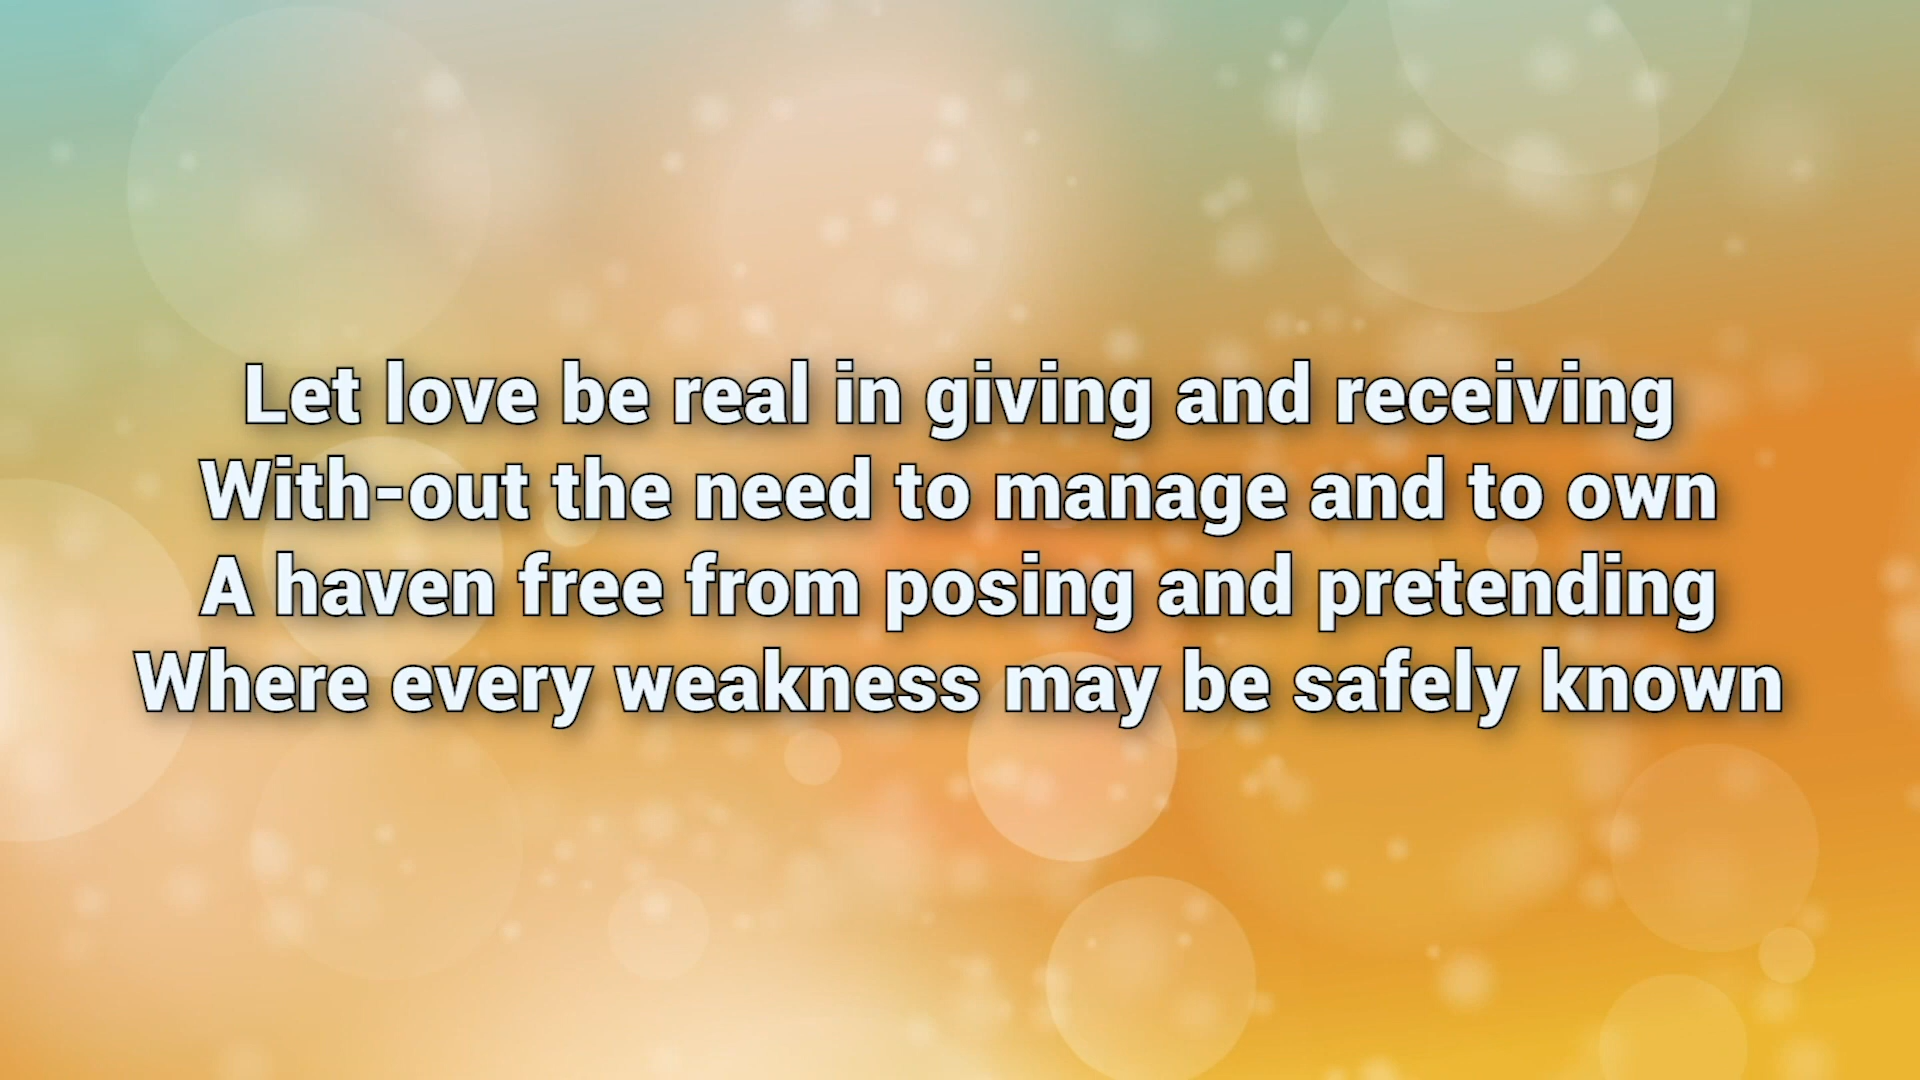 Let love be real in giving and receiving
With-out the need to manage and to own
A haven free from posing and pretending
Where every weakness may be safely known